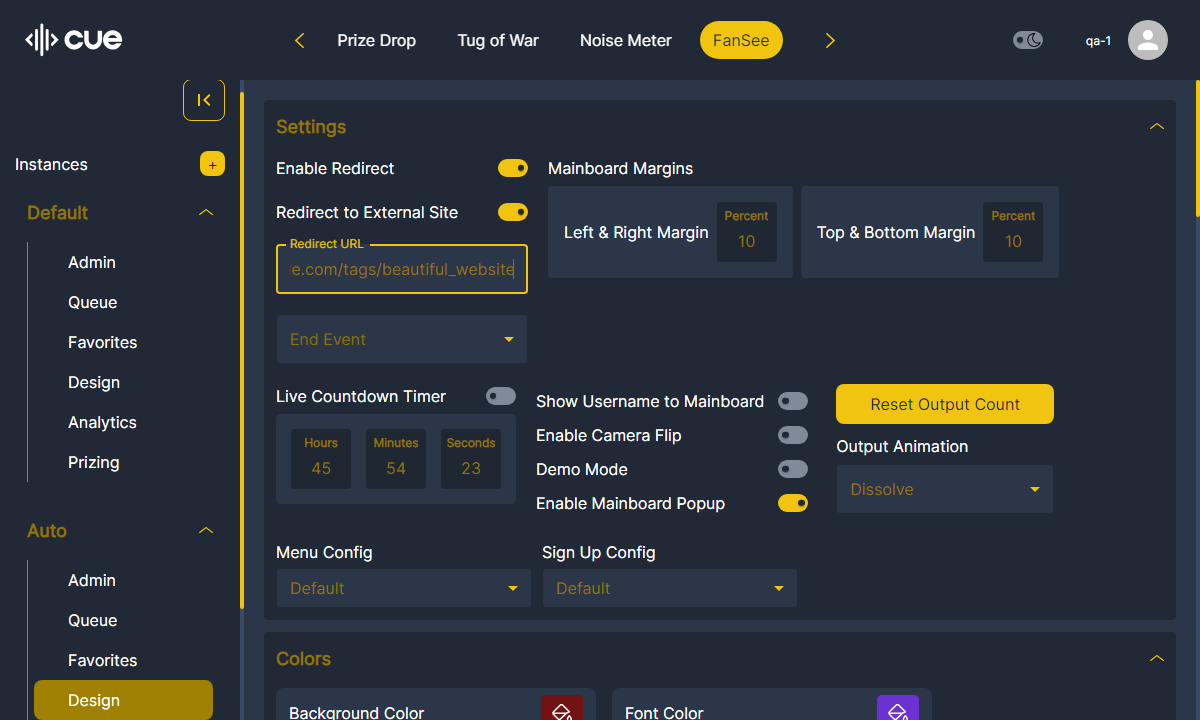 cue
Prize Drop
Tug of War
Noise Meter
FanSee
qa-1
Instances
+
Default
Admin
Queue
Favorites
Design
Analytics
Prizing
Auto
Admin
Queue
Favorites
Design
Settings
Enable Redirect
Redirect to External Site
Redirect URL
e.com/tags/beautiful_website
End Event
Mainboard Margins
Left & Right Margin
Percent
10
Top & Bottom Margin
Percent
10
Live Countdown Timer
Hours
45
Minutes
54
Seconds
23
Show Username to Mainboard
Enable Camera Flip
Demo Mode
Enable Mainboard Popup
Reset Output Count
Output Animation
Dissolve
Menu Config
Default
Sign Up Config
Default
Colors
Background Color
Font Color